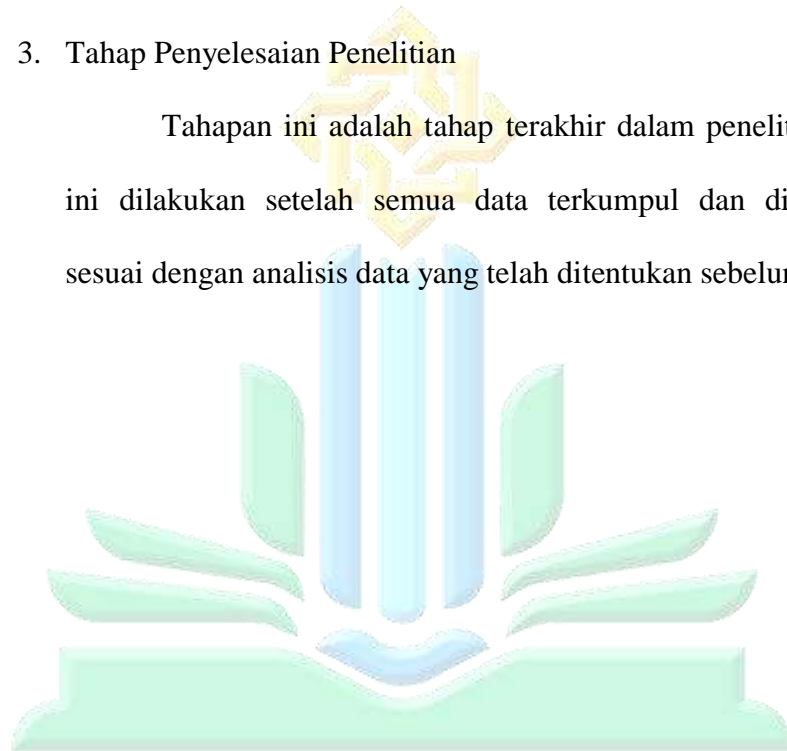 3. Tahap Penyelesaian Penelitian
Tahapan ini adalah tahap terakhir dalam
ini dilakukan setelah semua data terkumpul dan
sesuai dengan analisis data yang telah ditentukan